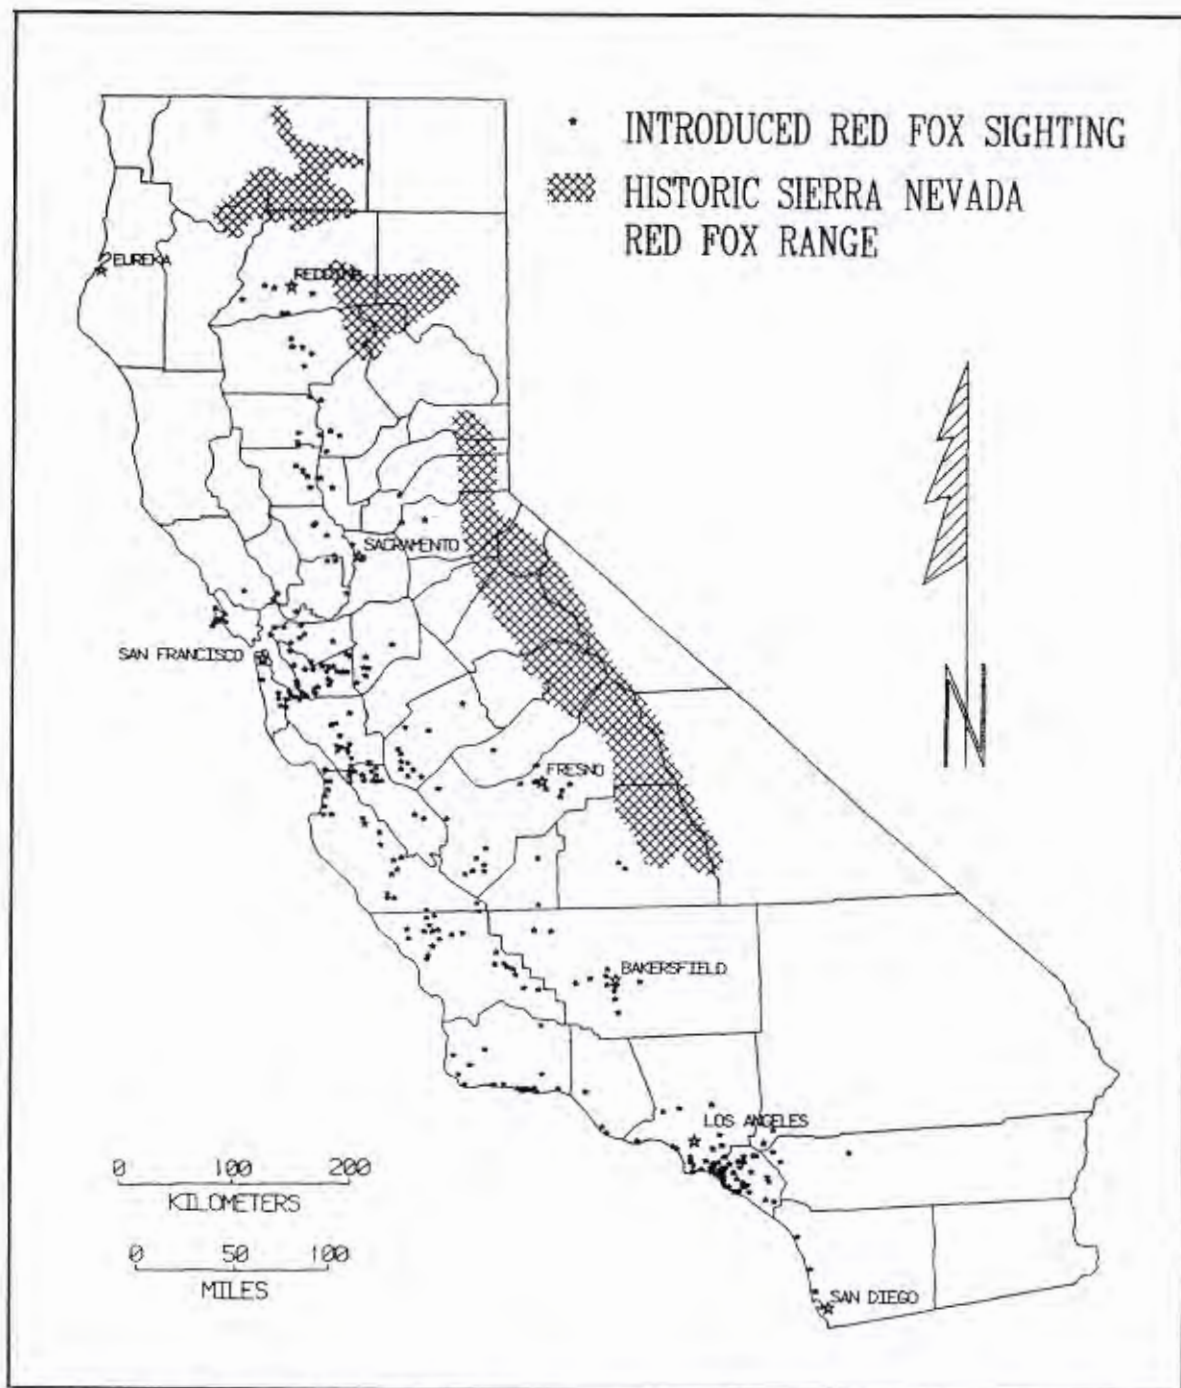 INTRODUCED RED FOX SIGHTING
HISTORIC SIERRA NEVADA
RED FOX RANGE
EUREKA
REDDING
SACRAMENTO
SAN FRANCISCO
FRESNO
BAKERSFIELD
LOS ANGELES
SAN DIEGO
N
0 100 200
KILOMETERS
0 50 100
MILES